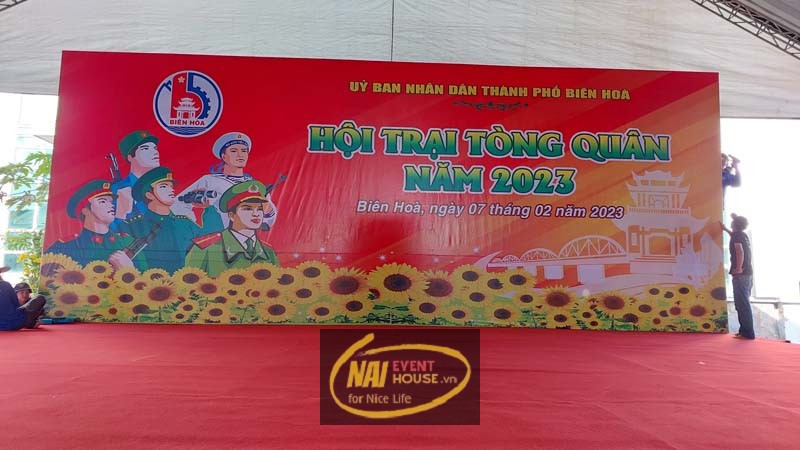 BIÊN HOÀ
UỶ BAN NHÂN DÂN THÀNH PHỐ BIÊN HOÀ
HỘI TRẠI TÒNG QUÂN
NĂM 2023
Biên Hoà, ngày 07 tháng 02 năm 2023
NAI EVENT
HOUSE.vn
for Nice Life